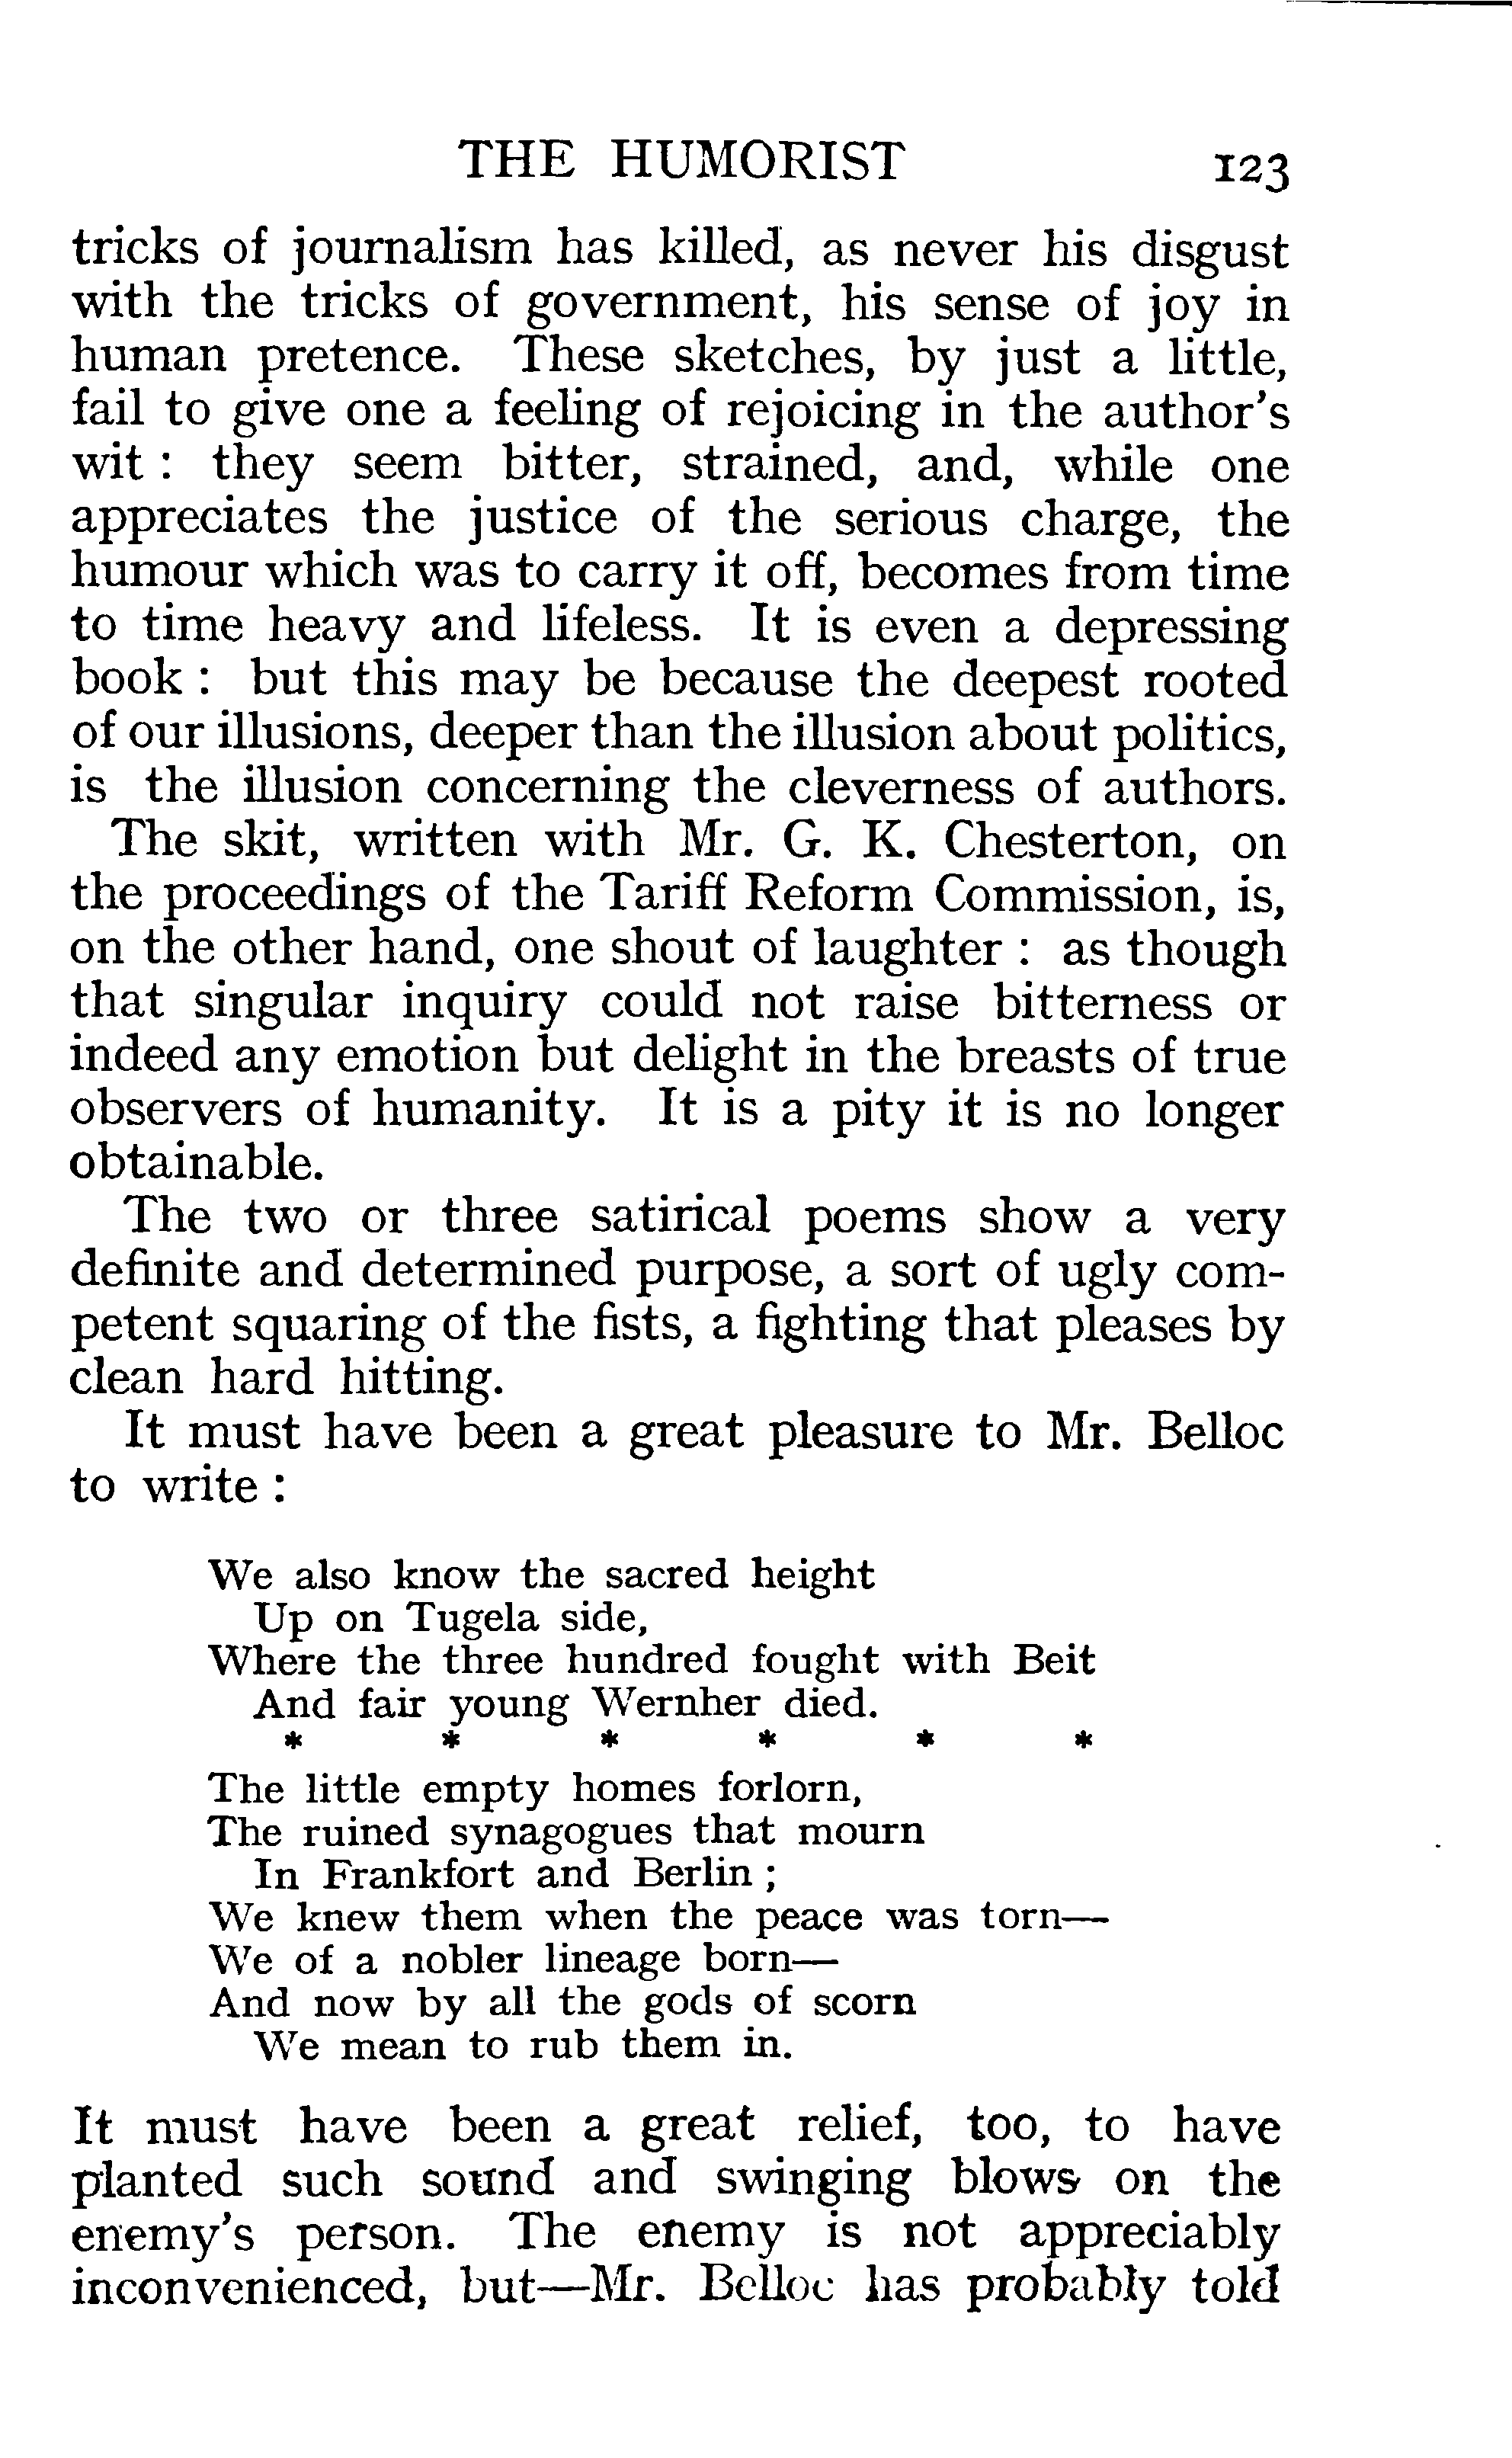 THE HUMORIST 123
tricks of journalism has killed, as never his disgust
with the tricks of government, his sense of joy in
human pretence. These sketches, by just a little,
fail to give one a feeling of rejoicing in the author's
wit : they seem bitter, strained, and, while one
appreciates the justice of the serious charge, the
humour which was to carry it off, becomes from time
to time heavy and lifeless. It is even a depressing
book : but this may be because the deepest rooted
of our illusions, deeper than the illusion about politics,
is the illusion concerning the cleverness of authors.
The skit, written with Mr. G. K. Chesterton, on
the proceedings of the Tariff Reform Commission, is,
on the other hand, one shout of laughter : as though
that singular inquiry could not raise bitterness or
indeed any emotion but delight in the breasts of true
observers of humanity. It is a pity it is no longer
obtainable.
The two or three satirical poems show a very
definite and determined purpose, a sort of ugly com-
petent squaring of the fists, a fighting that pleases by
clean hard hitting.
It must have been a great pleasure to Mr. Belloc
to write :
We also know the sacred height
Up on Tugela side,
Where the three hundred fought with Beit
And fair young Wernher died.
* * * * * *
The little empty homes forlorn,
The ruined synagogues that mourn
In Frankfort and Berlin ;
We knew them when the peace was torn—
We of a nobler lineage born—
And now by all the gods of scorn
We mean to rub them in.
It must have been a great relief, too, to have
planted such sound and swinging blows on the
enemy's person. The enemy is not appreciably
inconvenienced, but—Mr. Belloc has probably told